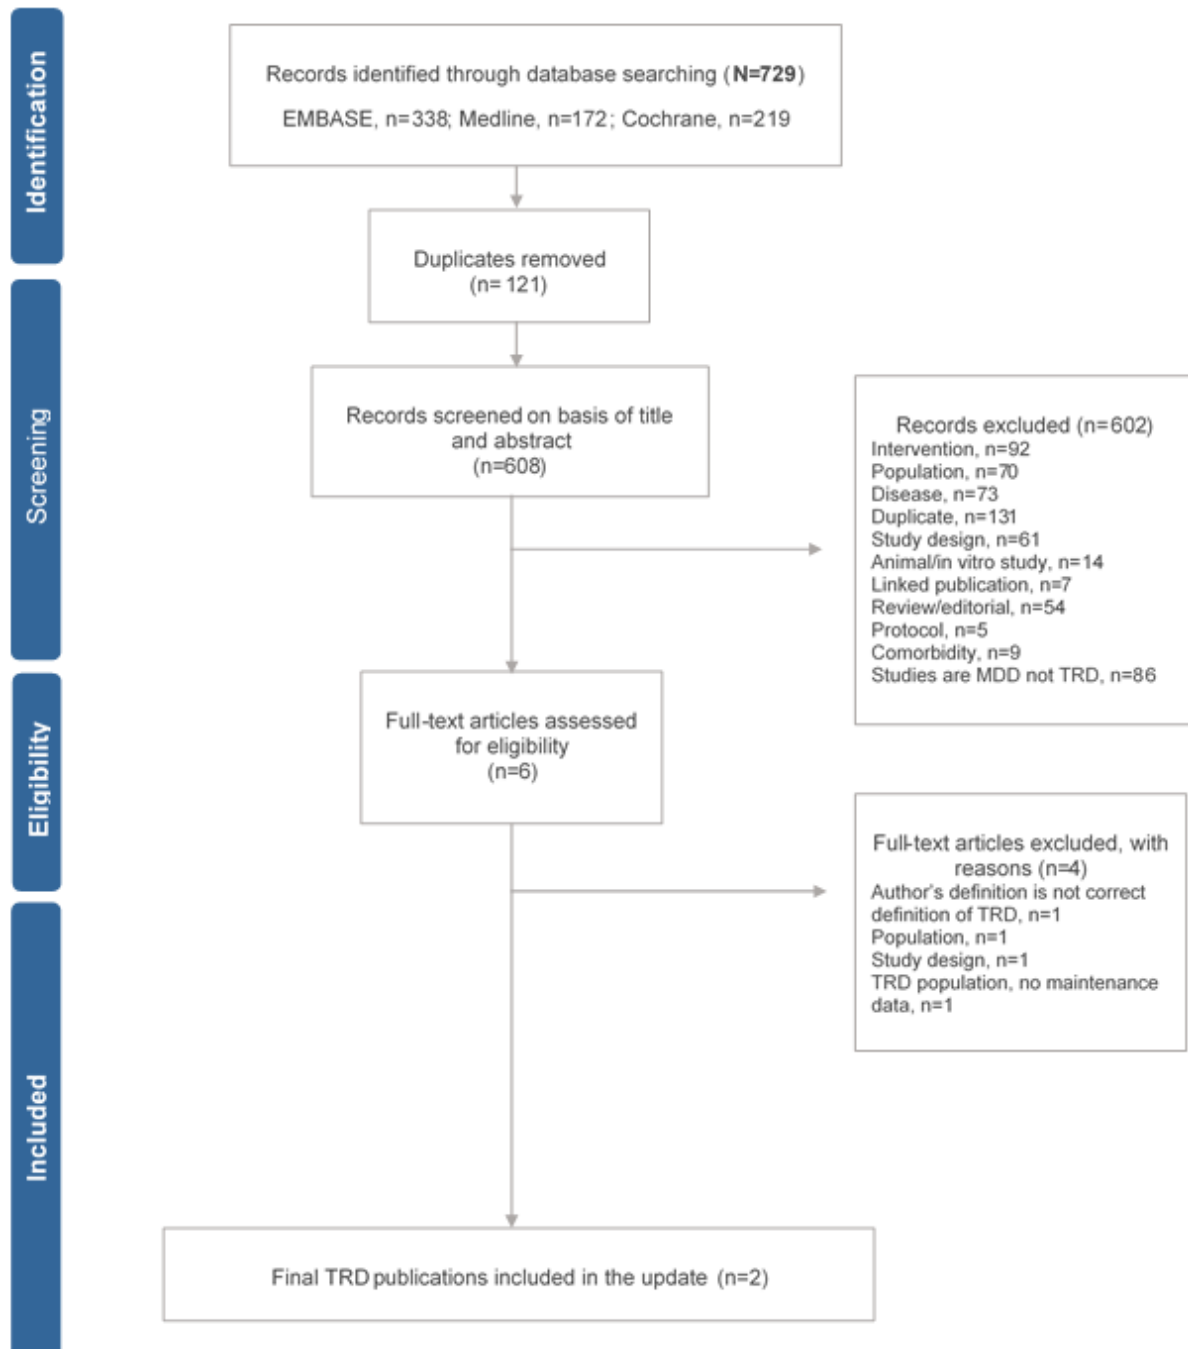 Identification
Records identified through database searching (N=729)
EMBASE, n=338; Medline, n=172; Cochrane, n=219
Duplicates removed
(n= 121)
Screening
Records screened on basis of title
and abstract
(n=608)
Records excluded (n=602)
Intervention, n=92
Population, n=70
Disease, n=73
Duplicate, n=131
Study design, n=61
Animal/in vitro study, n=14
Linked publication, n=7
Review/editorial, n=54
Protocol, n=5
Comorbidity, n=9
Studies are MDD not TRD, n=86
Eligibility
Full-text articles assessed
for eligibility
(n=6)
Full-text articles excluded, with
reasons (n=4)
Author's definition is not correct
definition of TRD, n=1
Population, n=1
Study design, n=1
TRD population, no maintenance
data, n=1
Included
Final TRD publications included in the update (n=2)